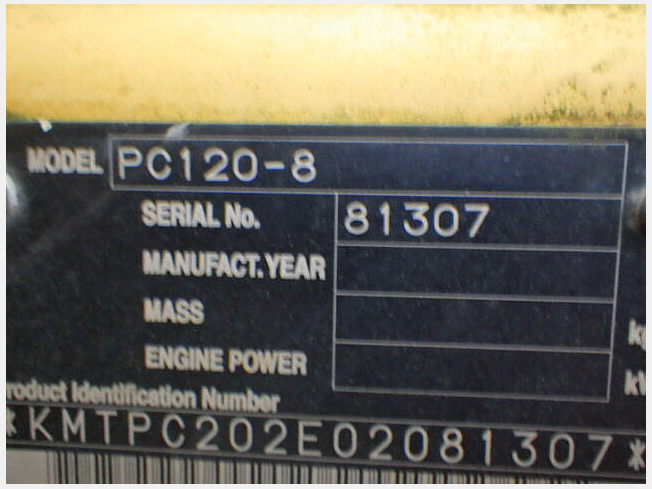 MODEL PC120-8
SERIAL No. 81307
MANUFACT.YEAR
MASS
ENGINE POWER
roduct Identification Number
*KMTPC202E02081307*